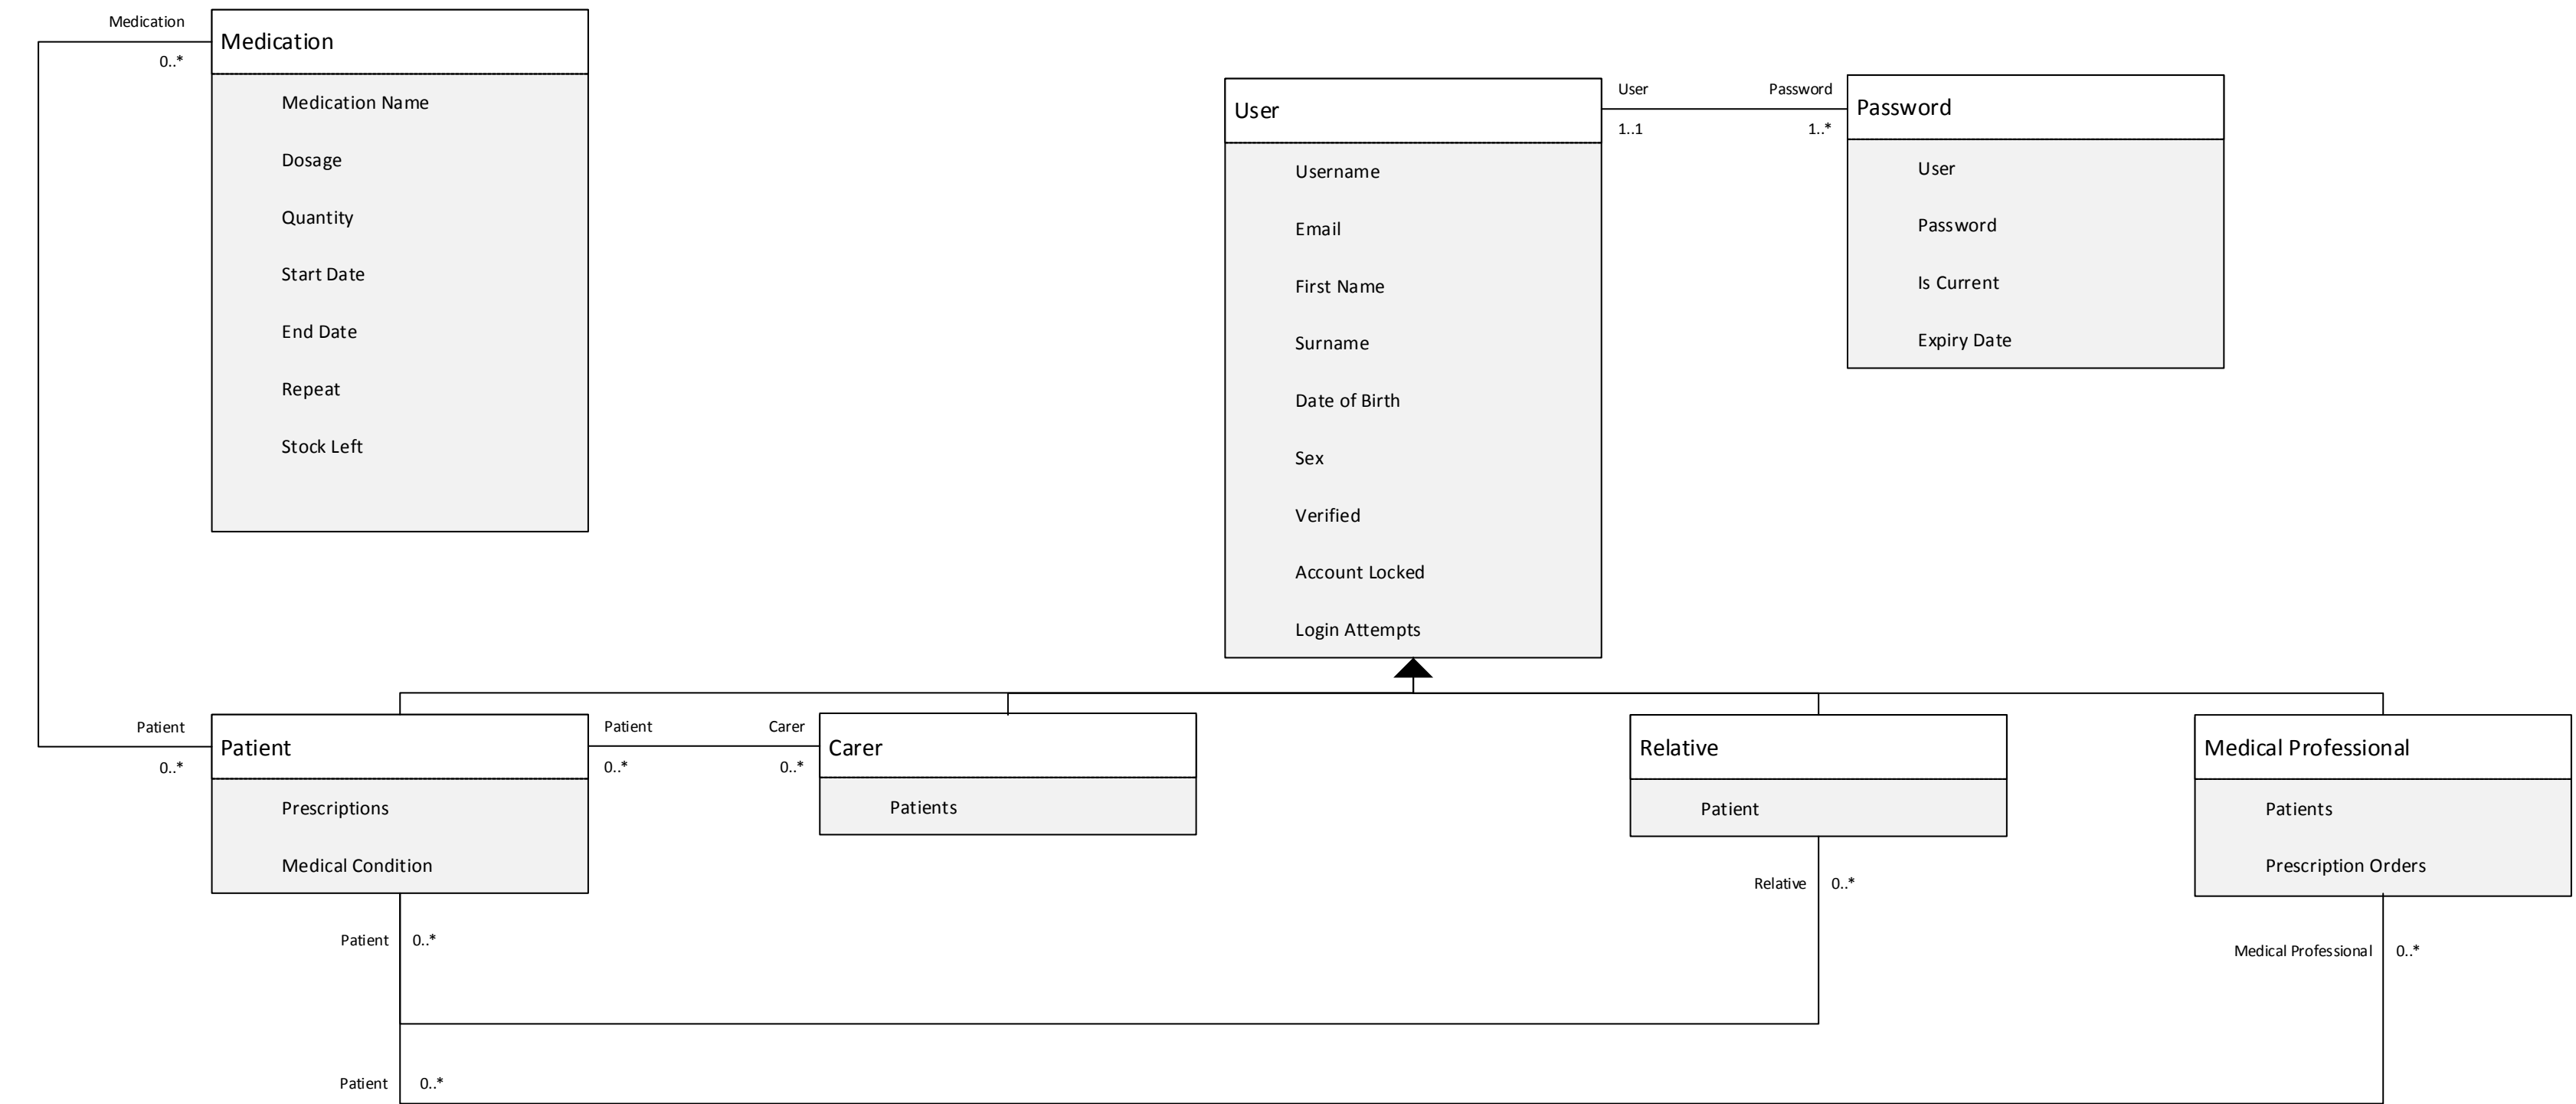 Medication
0..*
Medication
Medication Name
Dosage
Quantity
Start Date
End Date
Repeat
Stock Left
User
Username
Email
First Name
Surname
Date of Birth
Sex
Verified
Account Locked
Login Attempts
User
1..1
Password
1..*
Password
User
Password
Is Current
Expiry Date
Patient
0..*
Patient
Prescriptions
Medical Condition
Patient
0..*
Carer
0..*
Carer
Patients
Relative
Patient
Medical Professional
Patients
Prescription Orders
Relative 0..*
Patient 0..*
Medical Professional 0..*
Patient 0..*